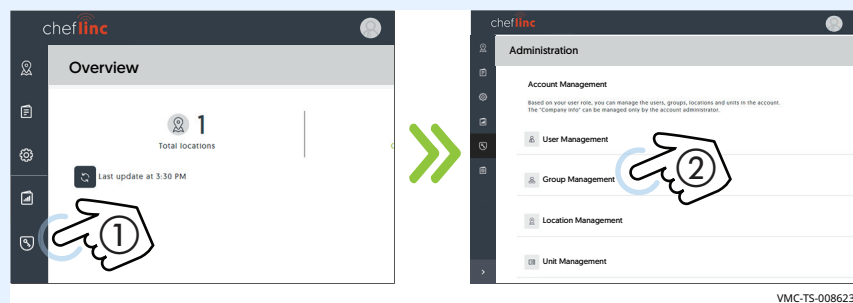 cheflinc
Overview
1
Total locations
Last update at 3:30 PM
1
cheflinc
Administration
Account Management
Based on your user role, you can manage the users, groups, locations and units in the account.
The "Company Info" can be managed only by the account administrator.
User Management
Group Management
2
Location Management
Unit Management
VMC-TS-008623